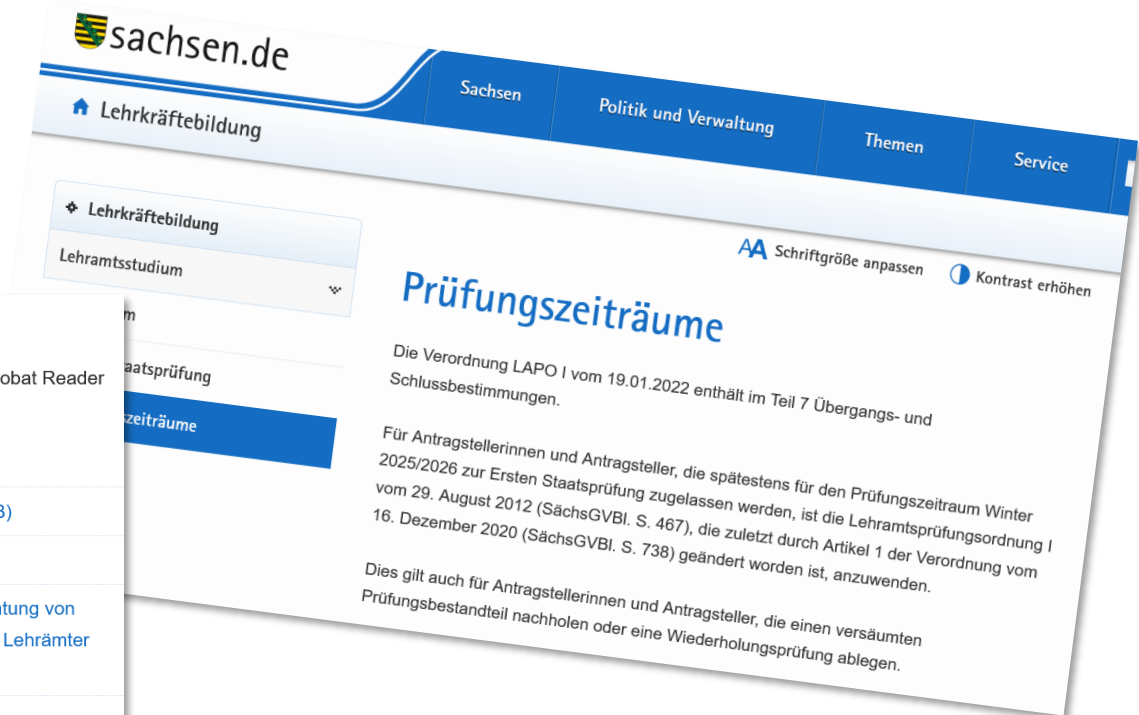 sachsen.de
Sachsen
Politik und Verwaltung
Themen
Service
Lehrkräftebildung
Lehrkräftebildung
Lehramtsstudium
m
aatsprüfung
zeiträume
AA Schriftgröße anpassen
Kontrast erhöhen
Prüfungszeiträume
Die Verordnung LAPO I vom 19.01.2022 enthält im Teil 7 Übergangs- und
Schlussbestimmungen.
Für Antragstellerinnen und Antragsteller, die spätestens für den Prüfungszeitraum Winter
2025/2026 zur Ersten Staatsprüfung zugelassen werden, ist die Lehramtsprüfungsordnung I
vom 29. August 2012 (SächsGVBl. S. 467), die zuletzt durch Artikel 1 der Verordnung vom
16. Dezember 2020 (SächsGVBl. S. 738) geändert worden ist, anzuwenden.
Dies gilt auch für Antragstellerinnen und Antragsteller, die einen versäumten
Prüfungsbestandteil nachholen oder eine Wiederholungsprüfung ablegen.
obat Reader
B)
tung von
Lehrämter